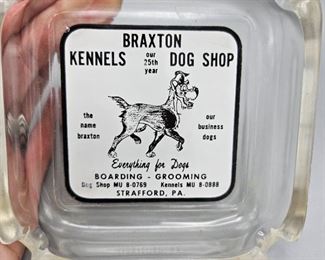 BRAXTON
KENNELS our 25th year DOG SHOP
the name braxton
our business dogs
Everything for Dogs
BOARDING - GROOMING
Dog Shop MU 8-0769 Kennels MU 8-0888
STRAFFORD, PA.